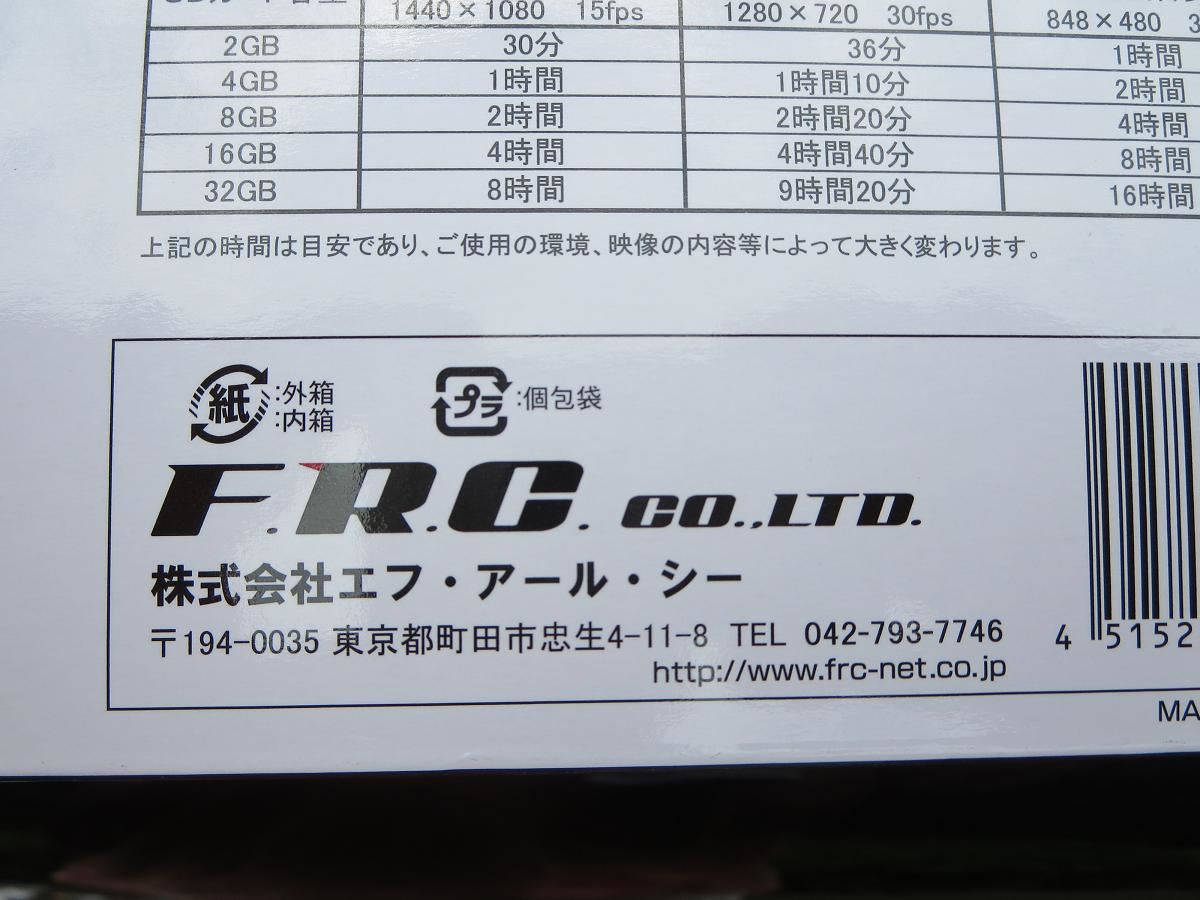 1440×1080 15fps 1280×720 30fps 848×480
2GB 30分 36分 1時間
4GB 1時間 1時間10分 2時間
8GB 2時間 2時間20分 4時間
16GB 4時間 4時間40分 8時間
32GB 8時間 9時間20分 16時間
上記の時間は目安であり、ご使用の環境、映像の内容等によって大きく変わります。
紙 :外箱
:内箱
プラ :個包袋
F.R.C. CO.,LTD.
株式会社エフ・アール・シー
〒194-0035 東京都町田市忠生4-11-8 TEL 042-793-7746
http://www.frc-net.co.jp
4 5152
MA